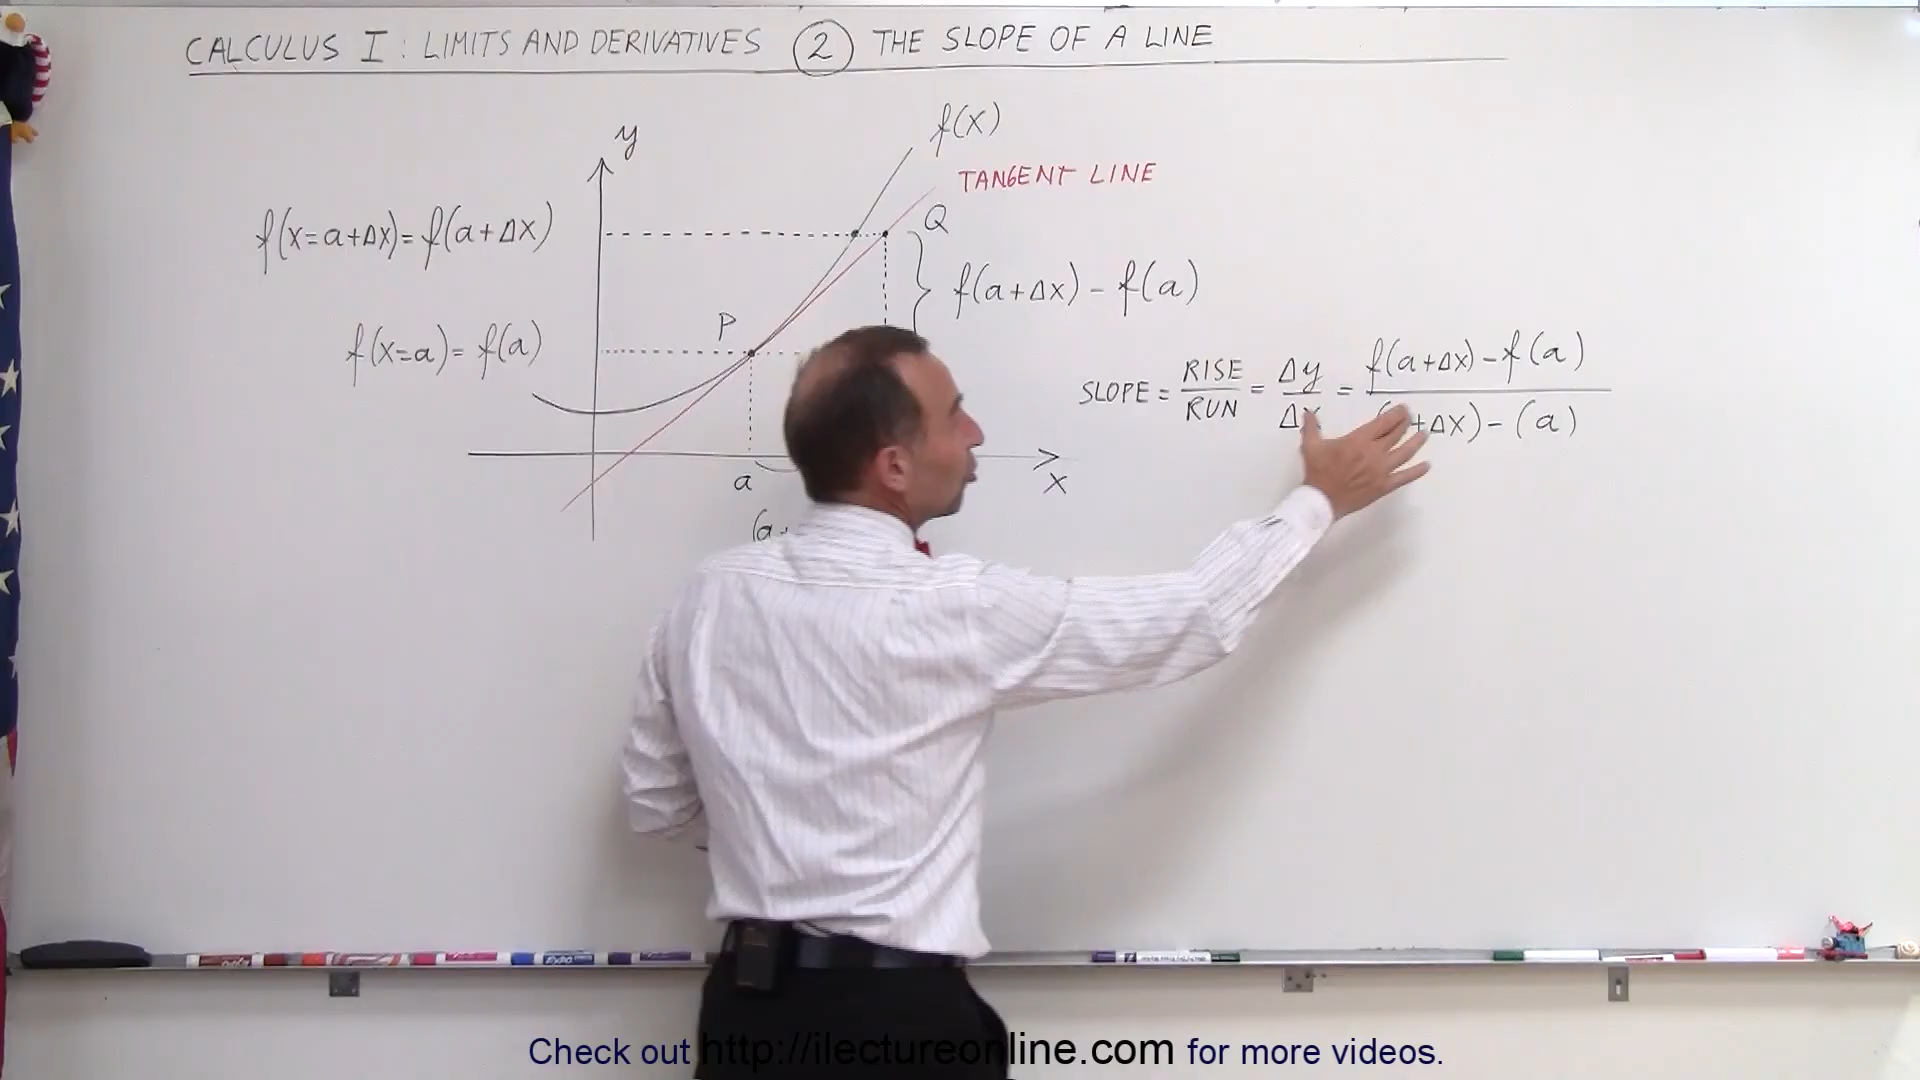 CALCULUS I : LIMITS AND DERIVATIVES 2 THE SLOPE OF A LINE
y
f(x)
TANGENT LINE
f(x=a+Δx)=f(a+Δx)
Q
f(a+Δx) - f(a)
P
f(x=a)= f(a)
SLOPE = RISE/RUN = Δy/Δx = f(a+Δx) - f(a)
+Δx) - (a)
a
x
(a
Check out http://ilectureonline.com for more videos.